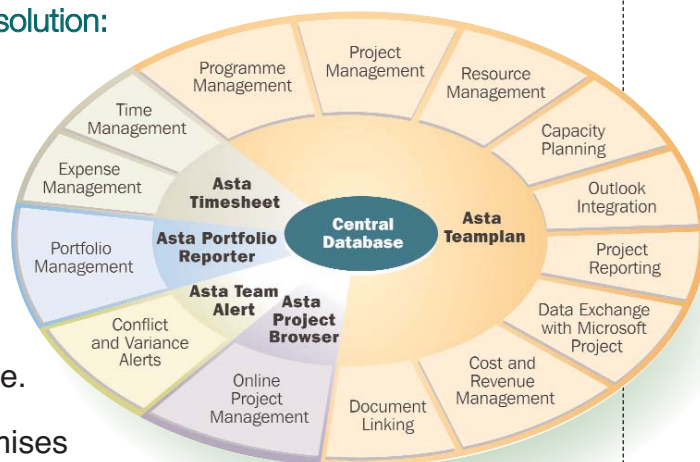 solution:
Programme
Management
Project
Management
Resource
Management
Capacity
Planning
Outlook
Integration
Project
Reporting
Data Exchange
with Microsoft
Project
Cost and
Revenue
Management
Document
Linking
Online
Project
Management
Conflict
and Variance
Alerts
Portfolio
Management
Expense
Management
Time
Management
Asta
Timesheet
Asta Portfolio
Reporter
Asta Team
Alert
Asta
Project
Browser
Central
Database
Asta
Teamplan